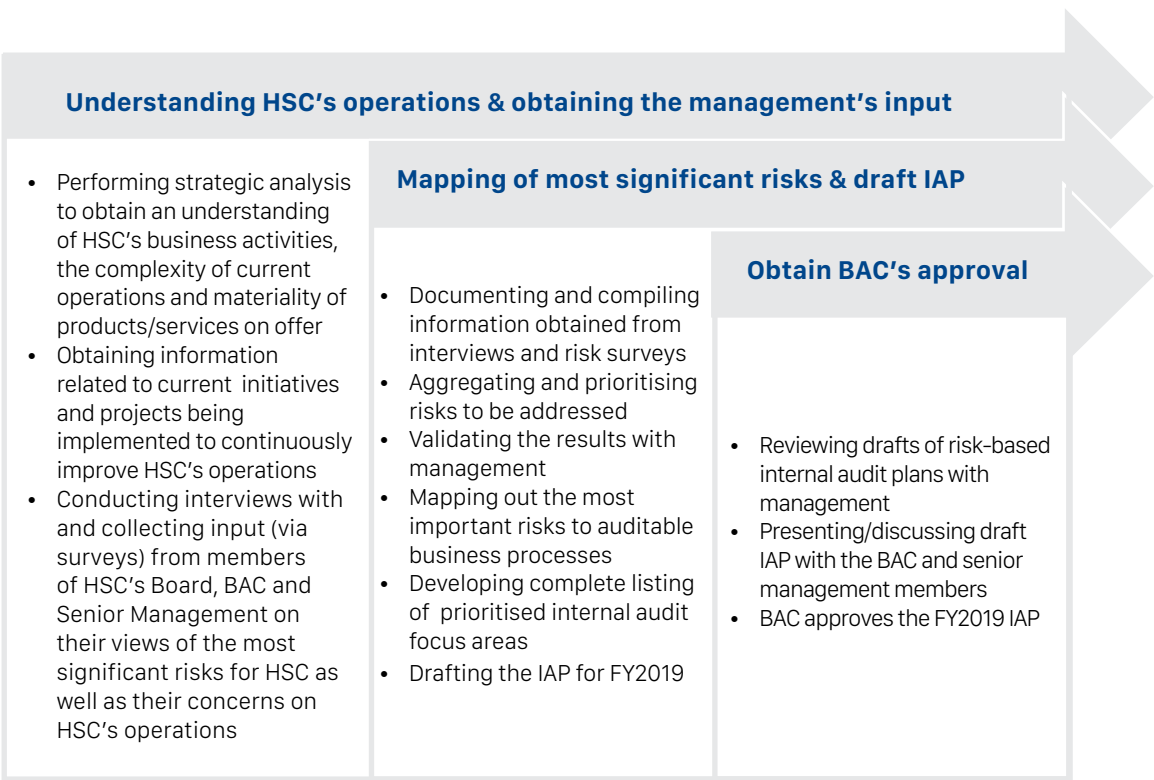 Understanding HSC's operations & obtaining the management's input
• Performing strategic analysis
to obtain an understanding
of HSC's business activities,
the complexity of current
operations and materiality of
products/services on offer
• Obtaining information
related to current initiatives
and projects being
implemented to continuously
improve HSC's operations
• Conducting interviews with
and collecting input (via
surveys) from members
of HSC's Board, BAC and
Senior Management on
their views of the most
significant risks for HSC as
well as their concerns on
HSC's operations
Mapping of most significant risks & draft IAP
• Documenting and compiling
information obtained from
interviews and risk surveys
• Aggregating and prioritising
risks to be addressed
• Validating the results with
management
• Mapping out the most
important risks to auditable
business processes
• Developing complete listing
of prioritised internal audit
focus areas
• Drafting the IAP for FY2019
Obtain BAC's approval
• Reviewing drafts of risk-based
internal audit plans with
management
• Presenting/discussing draft
IAP with the BAC and senior
management members
• BAC approves the FY2019 IAP